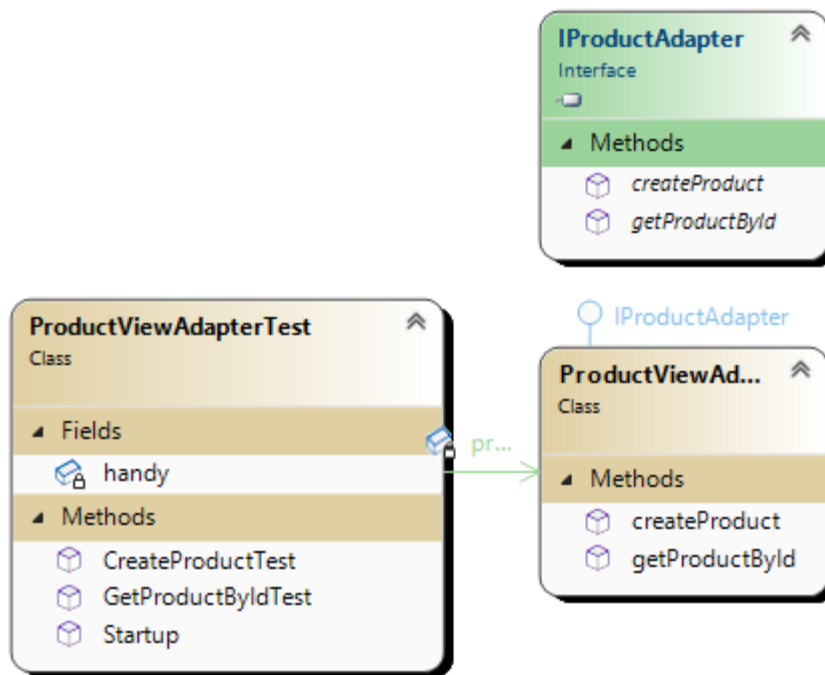 IProductAdapter
Interface
Methods
createProduct
getProductById
IProductAdapter
ProductViewAdapterTest
Class
Fields
handy
Methods
CreateProductTest
GetProductByIdTest
Startup
pr...
ProductViewAd...
Class
Methods
createProduct
getProductById